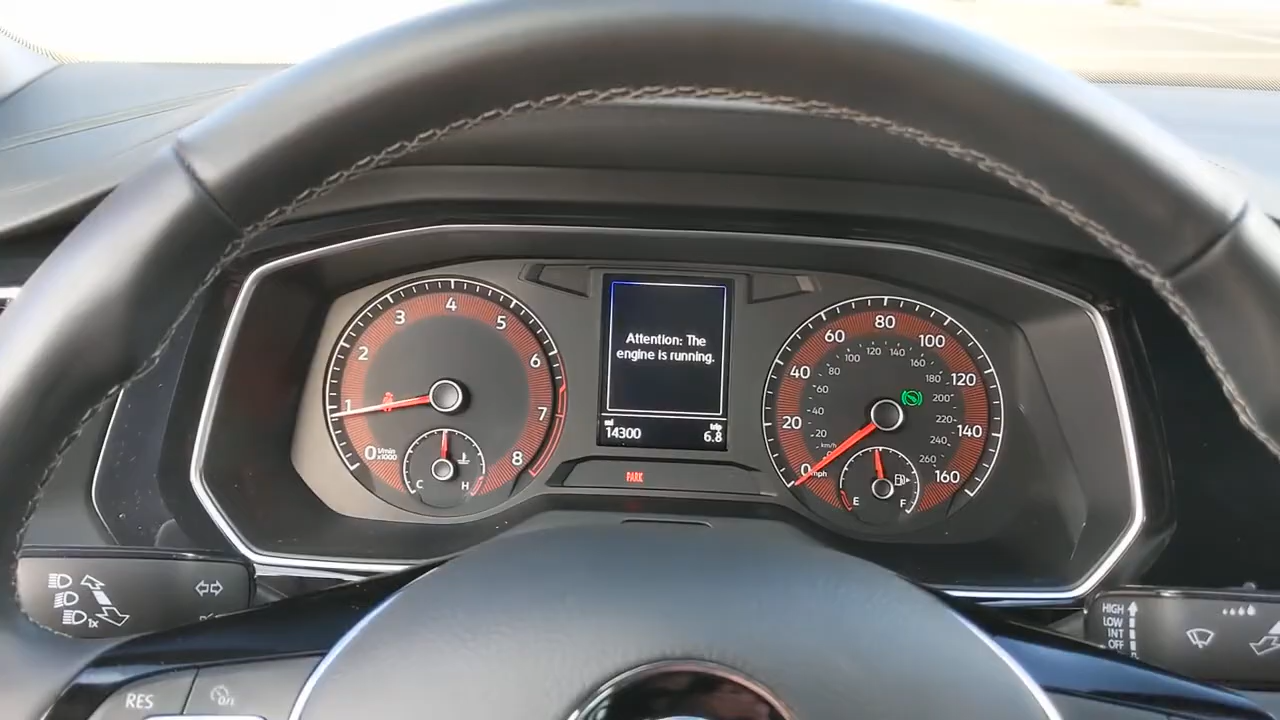 0
1
2
3
4
5
6
7
8
1/min
x1000
C
H
Attention: The
engine is running.
mi
trip
14300
6.8
PARK
0
20
40
60
80
100
120
140
160
mph
km/h
20
40
60
80
100
120
140
160
180
200
220
240
260
E
F
1x
HIGH
LOW
INT
OFF
RES